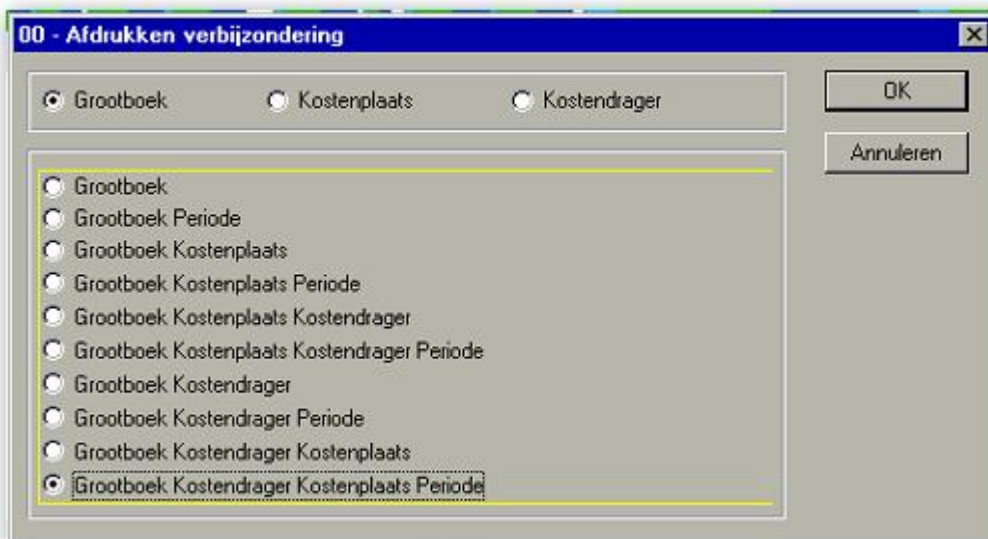 00 - Afdrukken verbijzondering
Grootboek Kostenplaats Kostendrager OK
Annuleren
Grootboek
Grootboek Periode
Grootboek Kostenplaats
Grootboek Kostenplaats Periode
Grootboek Kostenplaats Kostendrager
Grootboek Kostenplaats Kostendrager Periode
Grootboek Kostendrager
Grootboek Kostendrager Periode
Grootboek Kostendrager Kostenplaats
Grootboek Kostendrager Kostenplaats Periode